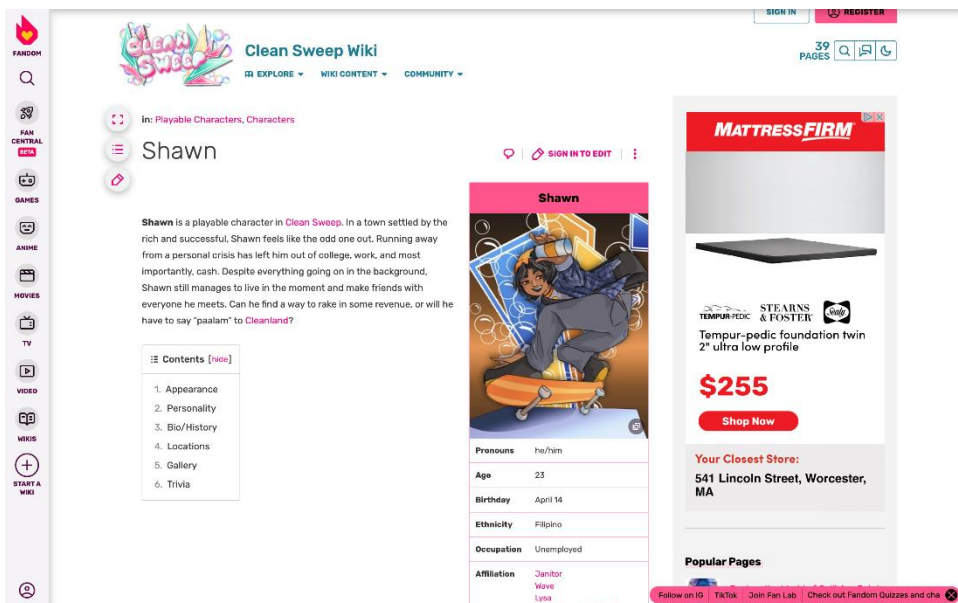 SIGN IN
REGISTER
FANDOM
FAN
CENTRAL
BETA
GAMES
ANIME
MOVIES
TV
VIDEO
WIKIS
START A
WIKI
CLEAN
SWEEP
Clean Sweep Wiki
EXPLORE
WIKI CONTENT
COMMUNITY
39
PAGES
in: Playable Characters, Characters
Shawn
SIGN IN TO EDIT
Shawn is a playable character in Clean Sweep. In a town settled by the
rich and successful, Shawn feels like the odd one out. Running away
from a personal crisis has left him out of college, work, and most
importantly, cash. Despite everything going on in the background,
Shawn still manages to live in the moment and make friends with
everyone he meets. Can he find a way to rake in some revenue, or will he
have to say "paalam" to Cleanland?
Contents [hide]
1. Appearance
2. Personality
3. Bio/History
4. Locations
5. Gallery
6. Trivia
Shawn
Pronouns he/him
Age 23
Birthday April 14
Ethnicity Filipino
Occupation Unemployed
Affiliation Janitor
Wave
Lysa
MATTRESSFIRM
TEMPUR-PEDIC
STEARNS
& FOSTER
Sealy
Tempur-pedic foundation twin
2" ultra low profile
$255
Shop Now
Your Closest Store:
541 Lincoln Street, Worcester,
MA
Popular Pages
Follow on IG
TikTok
Join Fan Lab
Check out Fandom Quizzes and cha